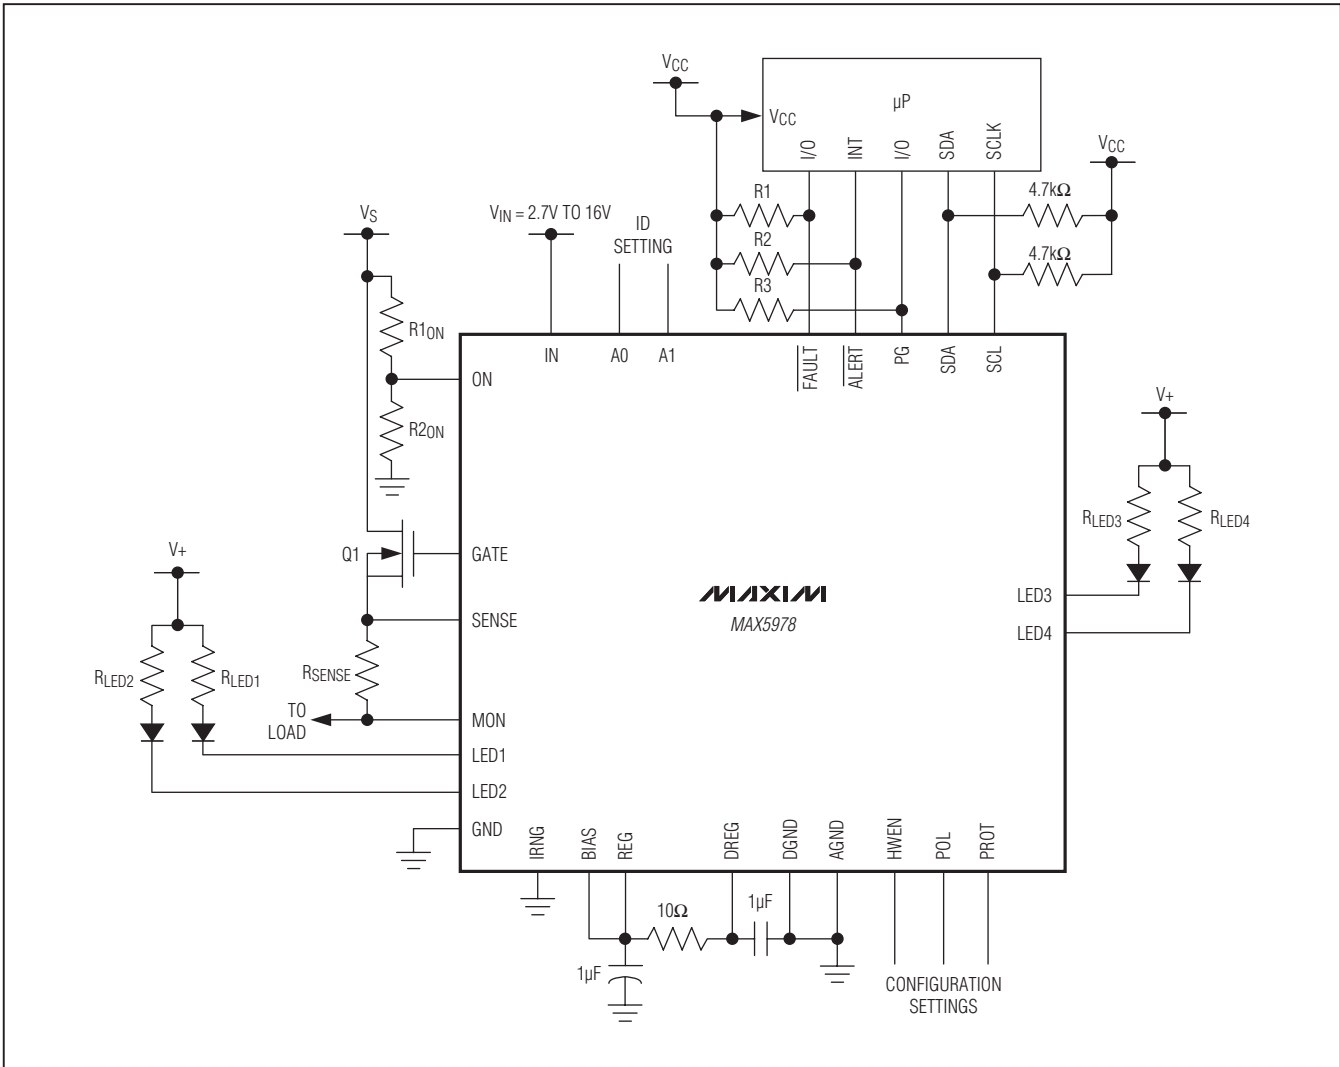 VCC
µP
VCC
I/O
INT
I/O
SDA
SCLK
VCC
4.7kΩ
4.7kΩ
R1
R2
R3
VS
VIN = 2.7V TO 16V
ID
SETTING
R1ON
R2ON
IN
A0
A1
FAULT
ALERT
PG
SDA
SCL
ON
V+
RLED3
RLED4
Q1
GATE
V+
MAXIM
MAX5978
LED3
LED4
SENSE
RLED2
RLED1
RSENSE
TO
LOAD
MON
LED1
LED2
GND
IRNG
BIAS
REG
DREG
DGND
AGND
HWEN
POL
PROT
10Ω
1µF
1µF
CONFIGURATION
SETTINGS